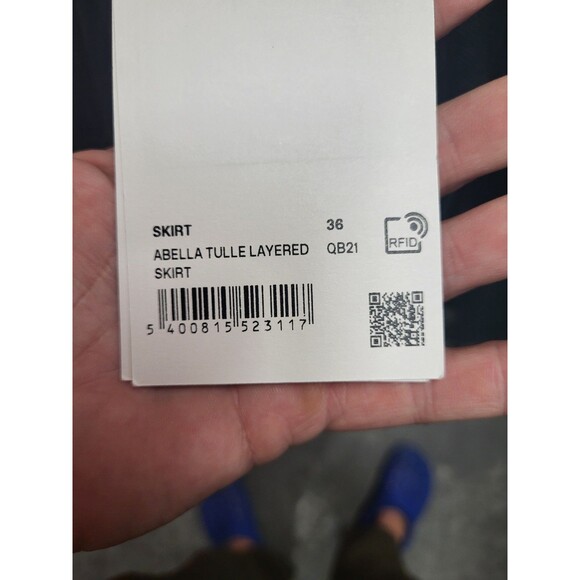 SKIRT 36
ABELLA TULLE LAYERED QB21
SKIRT
RFID
5 400815 523117